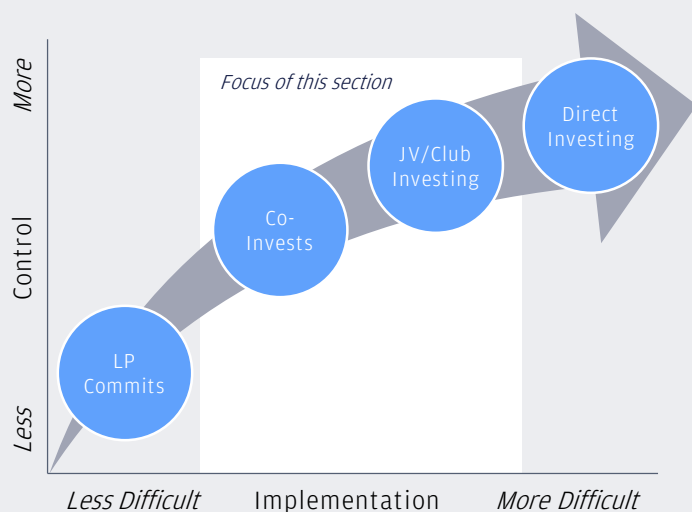 More
Control
Less
Focus of this section
Direct
Investing
JV/Club
Investing
Co-
Invests
LP
Commits
Less Difficult
Implementation
More Difficult